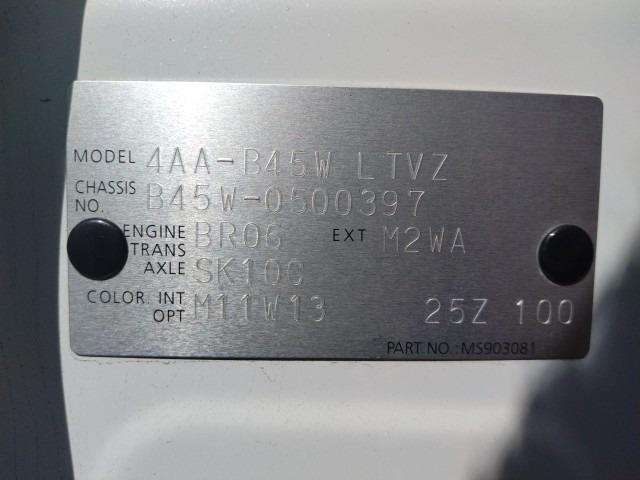 MODEL 4AA-B45W LTVZ
CHASSIS NO. B45W-0500397
ENGINE BR06 EXT M2WA
TRANS AXLE SK10C
COLOR INT M11W13
OPT 25Z 100
PART NO.:MS903081